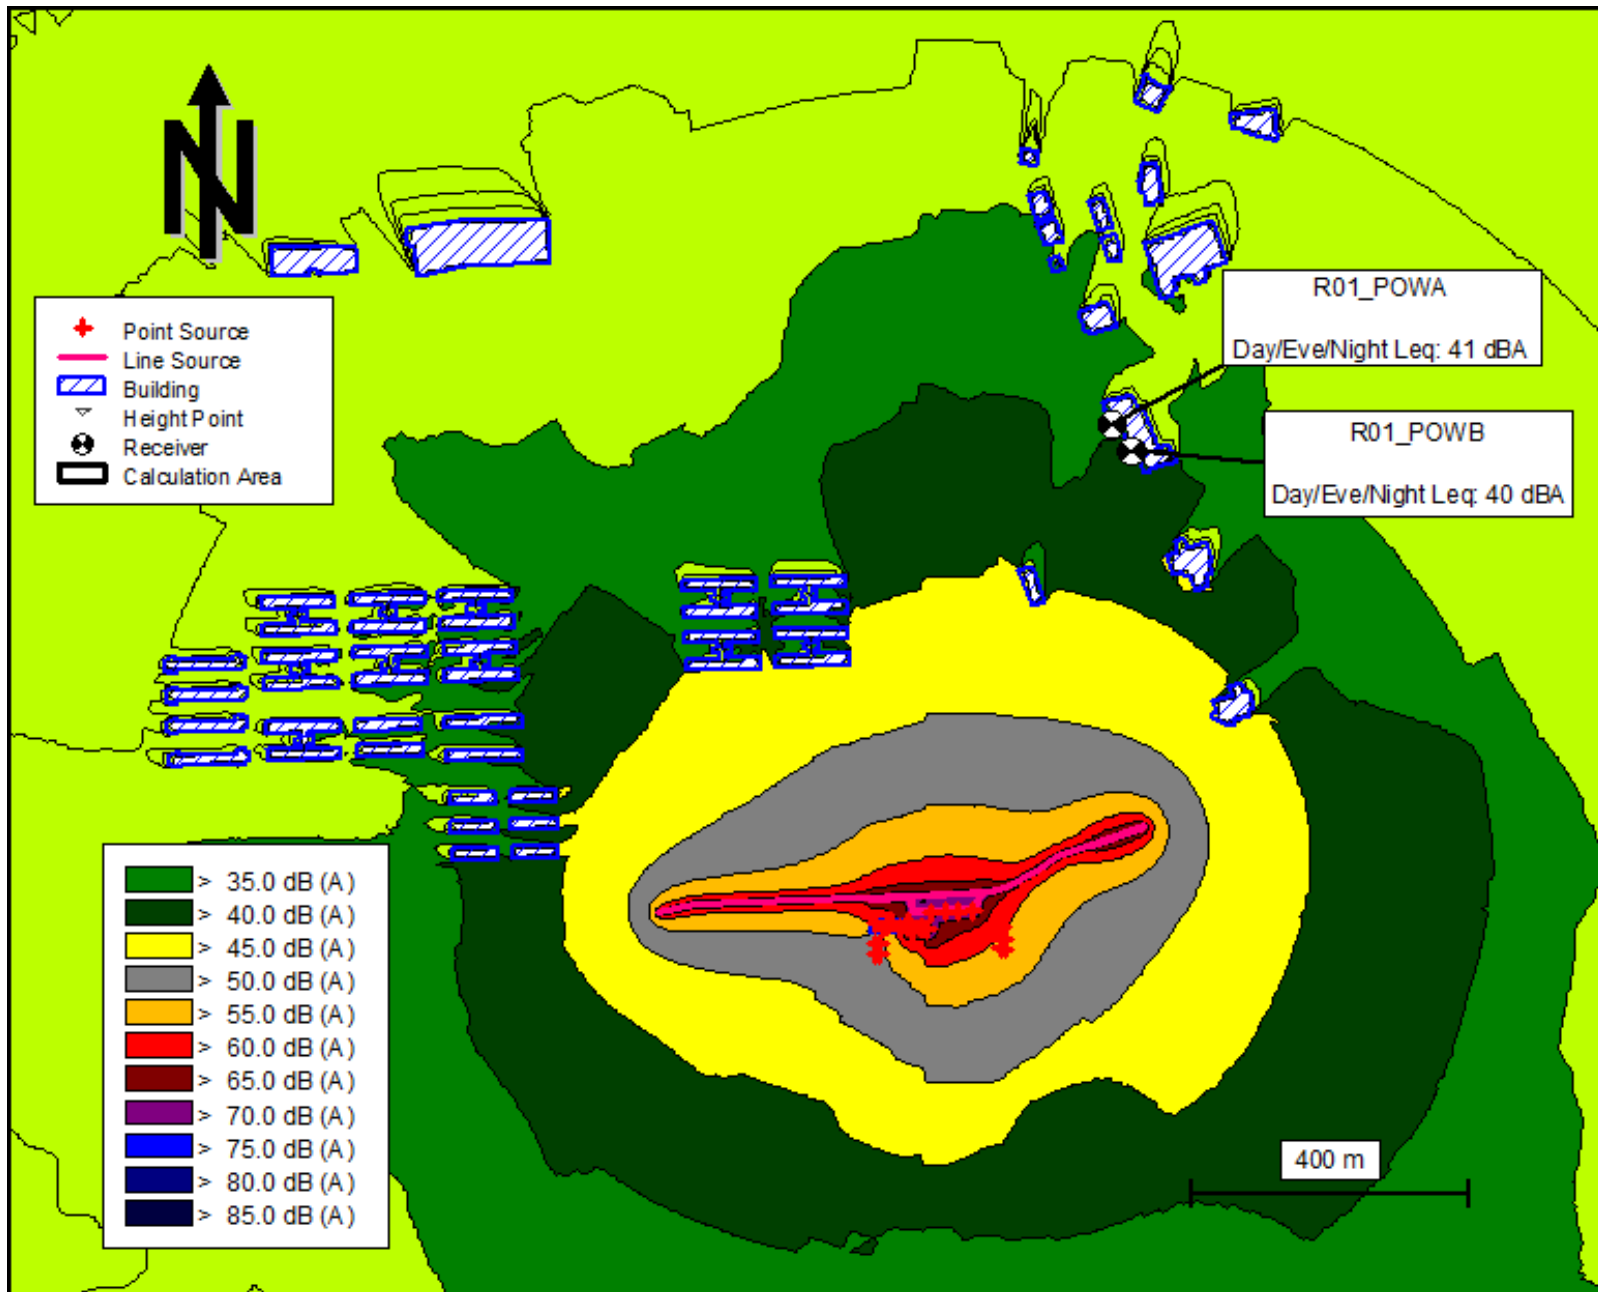 N
R01_POWA
Day/Eve/Night Leq: 41 dBA
Point Source
Line Source
Building
Height Point
Receiver
Calculation Area
R01_POWB
Day/Eve/Night Leq: 40 dBA
> 35.0 dB (A)
> 40.0 dB (A)
> 45.0 dB (A)
> 50.0 dB (A)
> 55.0 dB (A)
> 60.0 dB (A)
> 65.0 dB (A)
> 70.0 dB (A)
> 75.0 dB (A)
> 80.0 dB (A)
> 85.0 dB (A)
400 m